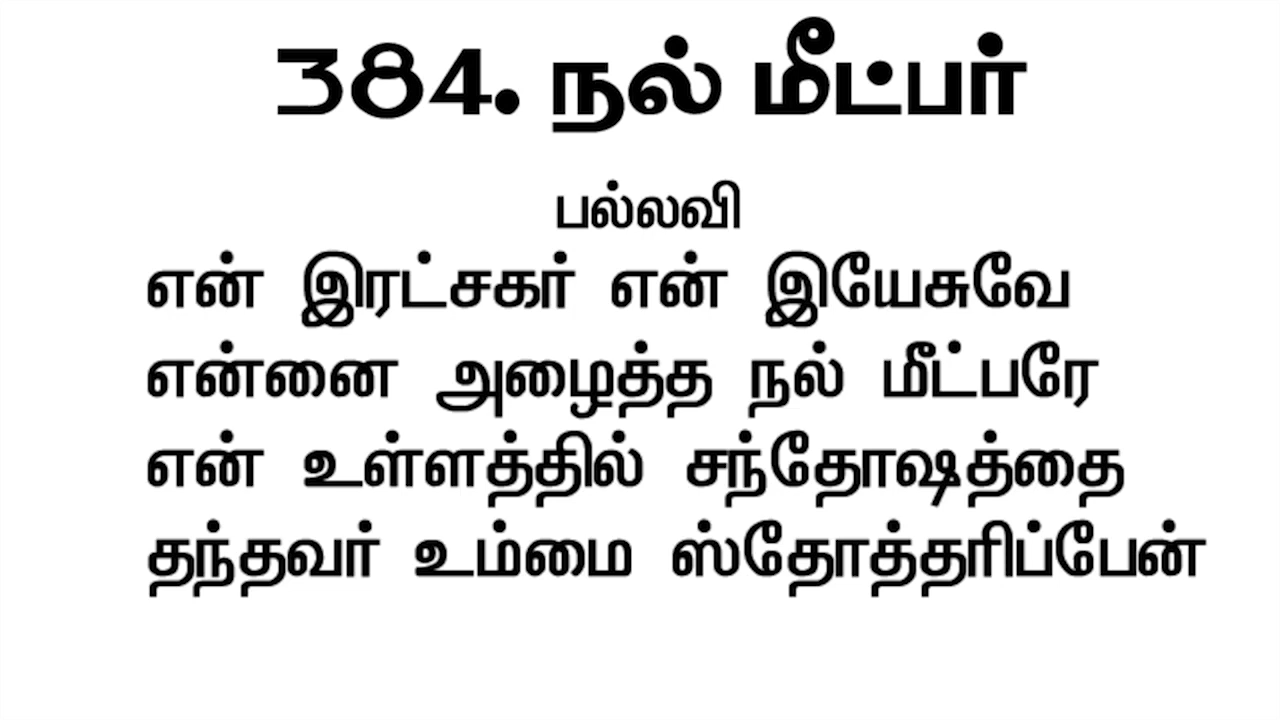 384. நல் மீட்பர்
பல்லவி
என் இரட்சகர் என் இயேசுவே
என்னை அழைத்த நல் மீட்பரே
என் உள்ளத்தில் சந்தோஷத்தை
தந்தவர் உம்மை ஸ்தோத்தரிப்பேன்